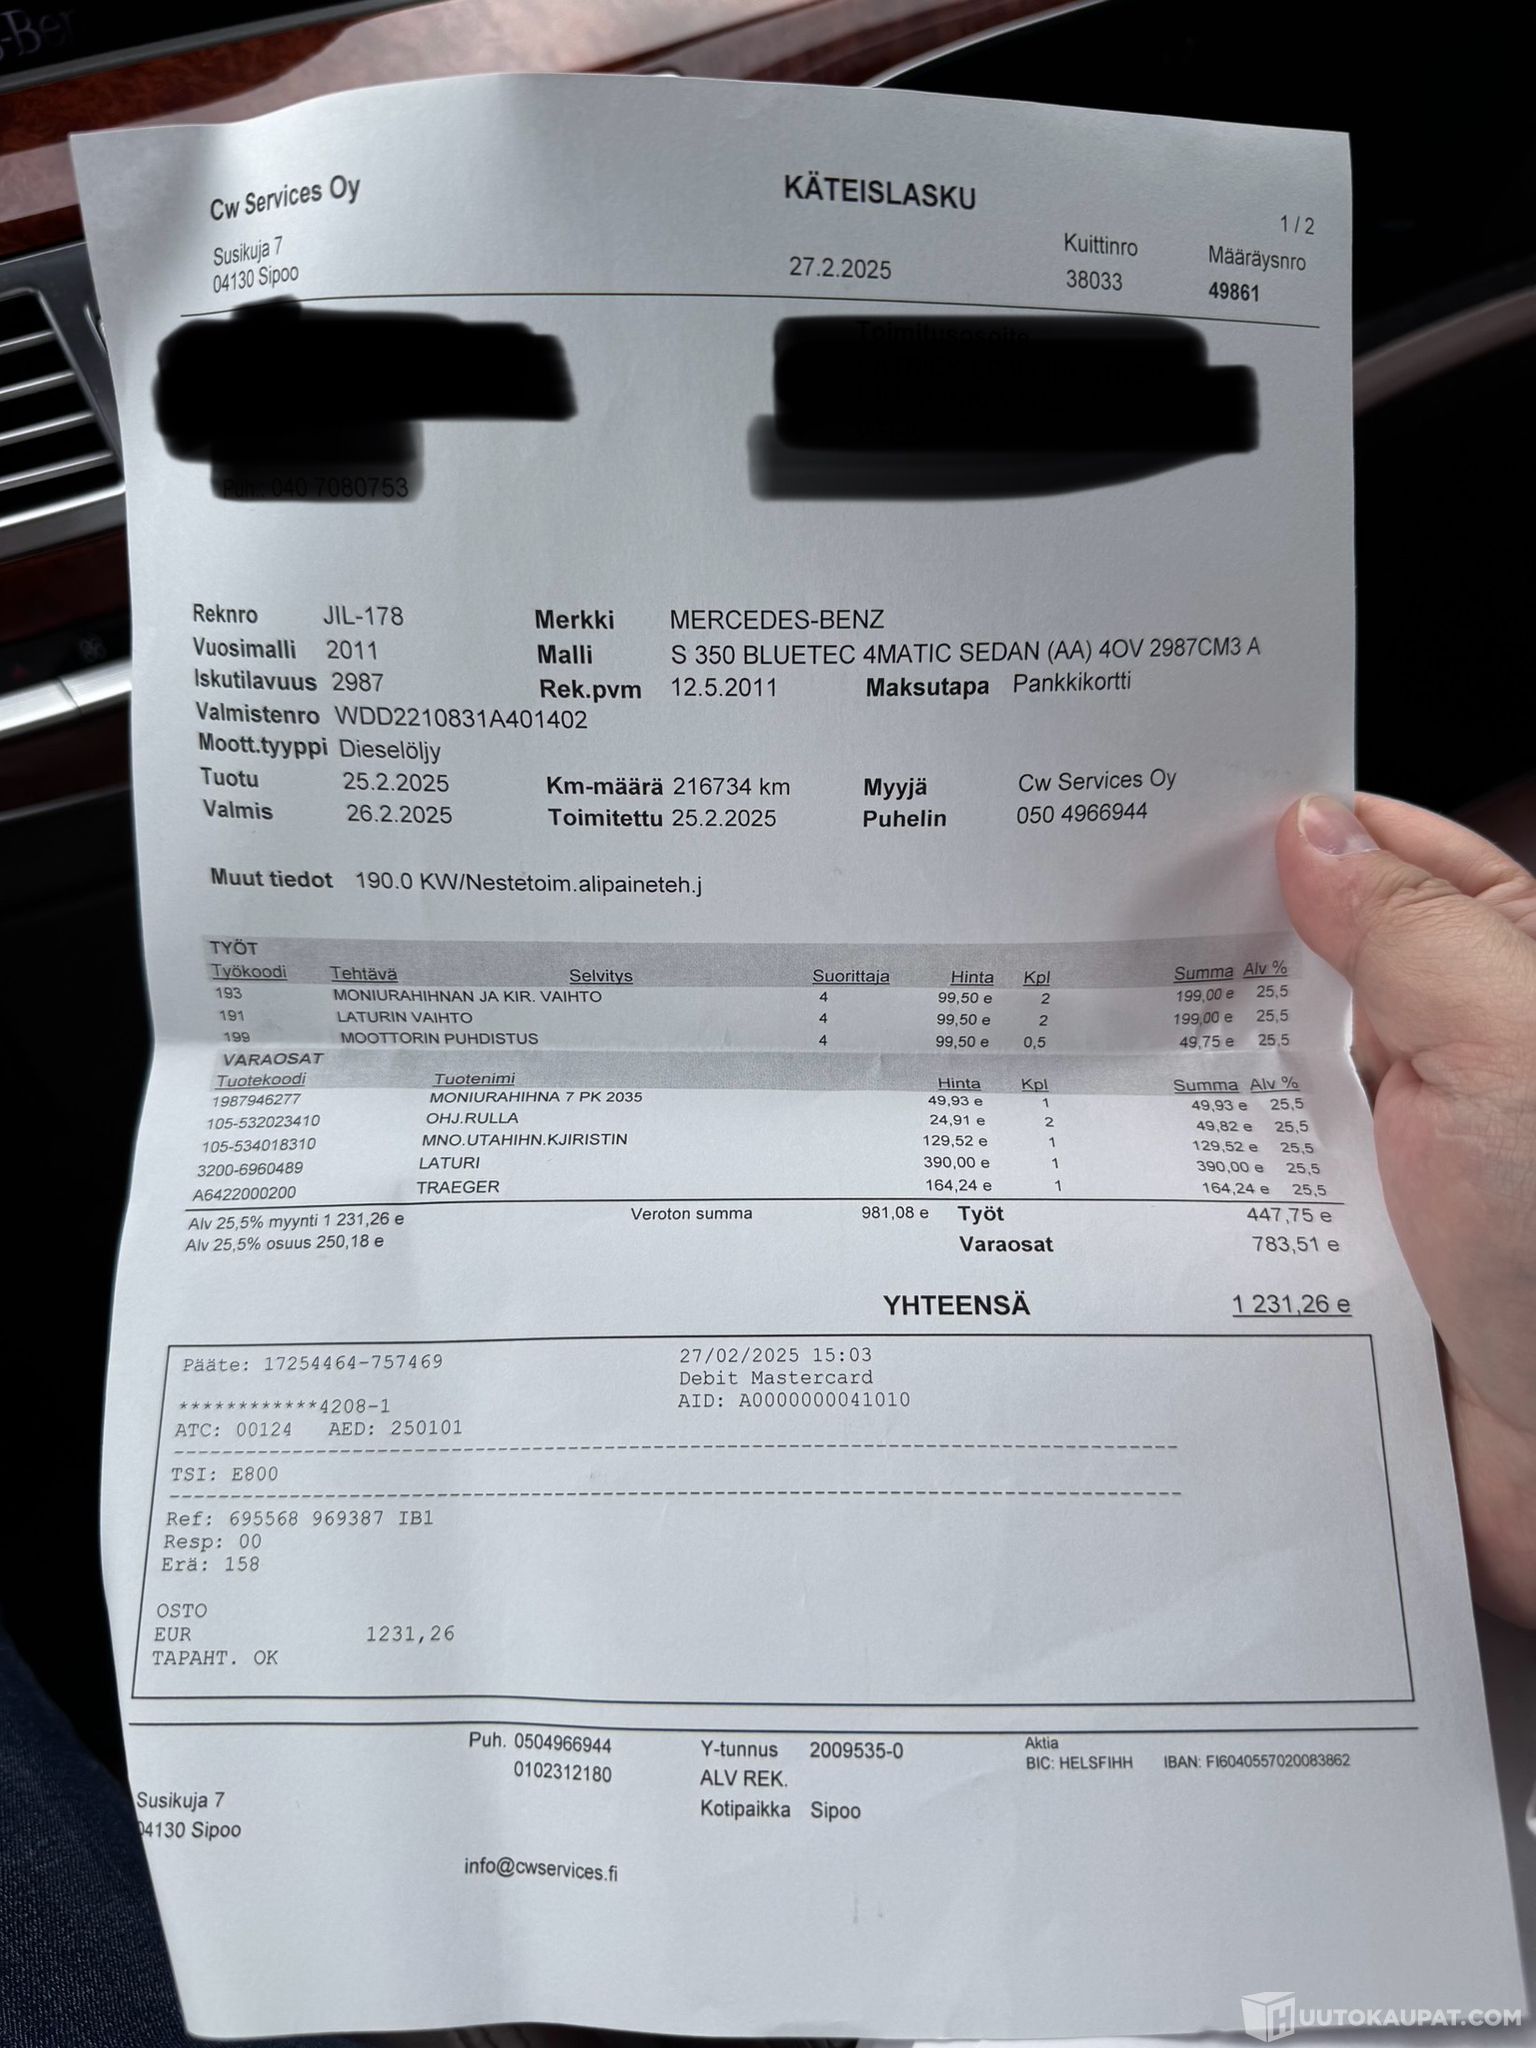 Cw Services Oy
KÄTEISLASKU
1 / 2
Susikuja 7
04130 Sipoo
27.2.2025
Kuittinro
38033
Määräysnro
49861
Toimitusosoite
Reknro JIL-178 Merkki MERCEDES-BENZ
Vuosimalli 2011 Malli S 350 BLUETEC 4MATIC SEDAN (AA) 4OV 2987CM3 A
Iskutilavuus 2987 Rek.pvm 12.5.2011 Maksutapa Pankkikortti
Valmistenro WDD2210831A401402
Moott.tyyppi Dieselöljy
Tuotu 25.2.2025 Km-määrä 216734 km Myyjä Cw Services Oy
Valmis 26.2.2025 Toimitettu 25.2.2025 Puhelin 050 4966944
Muut tiedot 190.0 KW/Nestetoim.alipaineteh.j
TYÖT
Työkoodi Tehtävä Selvitys Suorittaja Hinta Kpl Summa Alv %
193 MONIURAHIHNAN JA KIR. VAIHTO 4 99,50 e 2 199,00 e 25,5
191 LATURIN VAIHTO 4 99,50 e 2 199,00 e 25,5
199 MOOTTORIN PUHDISTUS 4 99,50 e 0,5 49,75 e 25,5
VARAOSAT
Tuotekoodi Tuotenimi Hinta Kpl Summa Alv %
1987946277 MONIURAHIHNA 7 PK 2035 49,93 e 1 49,93 e 25,5
105-532023410 OHJ.RULLA 24,91 e 2 49,82 e 25,5
105-534018310 MNO.UTAHIHN.KJIRISTIN 129,52 e 1 129,52 e 25,5
3200-6960489 LATURI 390,00 e 1 390,00 e 25,5
A6422000200 TRAEGER 164,24 e 1 164,24 e 25,5
Alv 25,5% myynti 1 231,26 e Veroton summa 981,08 e Työt 447,75 e
Alv 25,5% osuus 250,18 e Varaosat 783,51 e
YHTEENSÄ 1 231,26 e
Pääte: 17254464-757469 27/02/2025 15:03
Debit Mastercard
************4208-1 AID: A0000000041010
ATC: 00124 AED: 250101
TSI: E800
Ref: 695568 969387 IB1
Resp: 00
Erä: 158
OSTO
EUR 1231,26
TAPAHT. OK
Puh. 0504966944 Y-tunnus 2009535-0 Aktia
0102312180 ALV REK. BIC: HELSFIHH IBAN: FI6040557020083862
Susikuja 7 Kotipaikka Sipoo
04130 Sipoo
info@cwservices.fi
HUUTOKAUPAT.COM